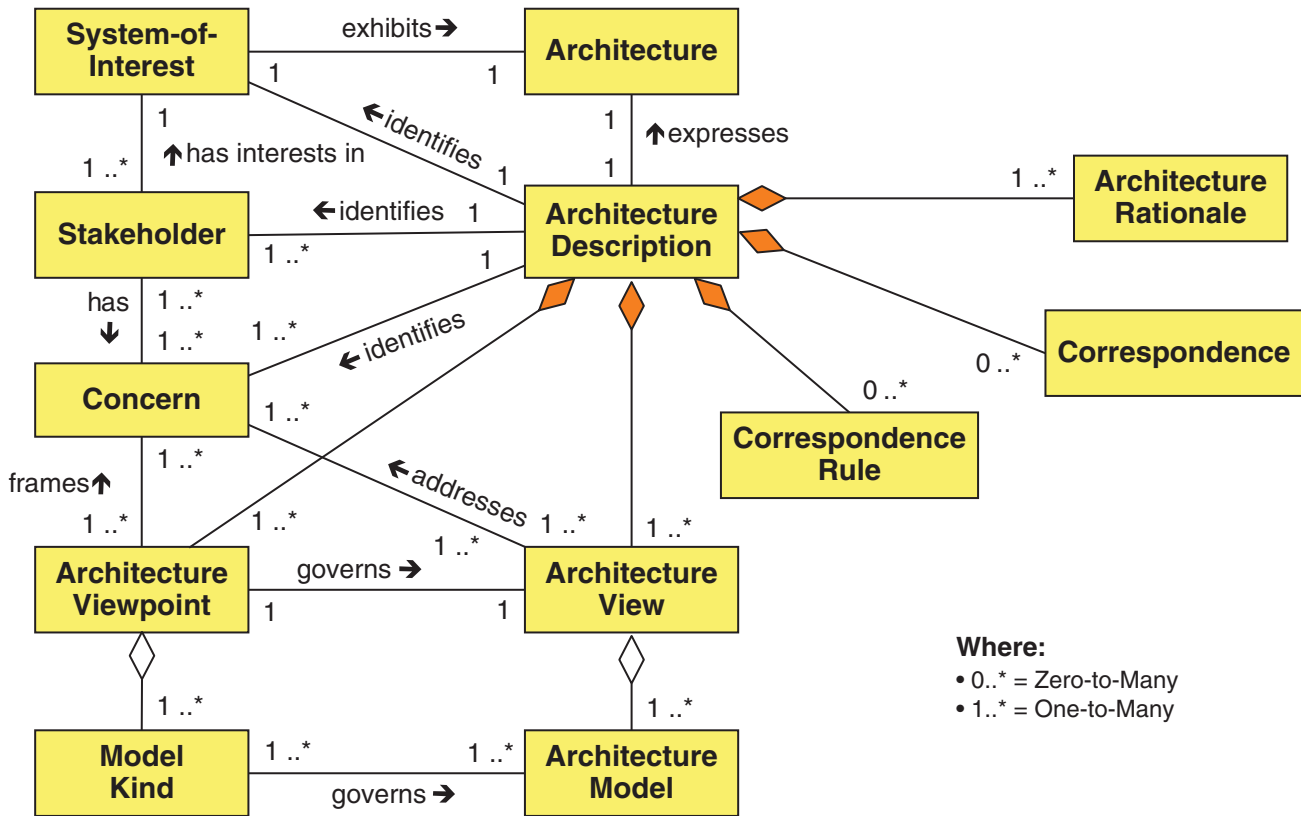 System-of-
Interest
exhibits →
Architecture
1
1
1
← identifies
1
↑ expresses
1
↑ has interests in
1 ..*
1
1
1 ..*
Architecture
Rationale
Stakeholder
← identifies
1
1 ..*
Architecture
Description
has
↓
1 ..*
1
1 ..*
1 ..*
← identifies
0 ..*
Correspondence
Concern
1 ..*
0 ..*
Correspondence
Rule
1 ..*
← addresses
frames ↑
1 ..*
1 ..*
1 ..*
1 ..*
1 ..*
Architecture
Viewpoint
governs →
1
1
Architecture
View
Where:
• 0..* = Zero-to-Many
• 1..* = One-to-Many
1 ..*
1 ..*
Model
Kind
1 ..*
1 ..*
governs →
Architecture
Model